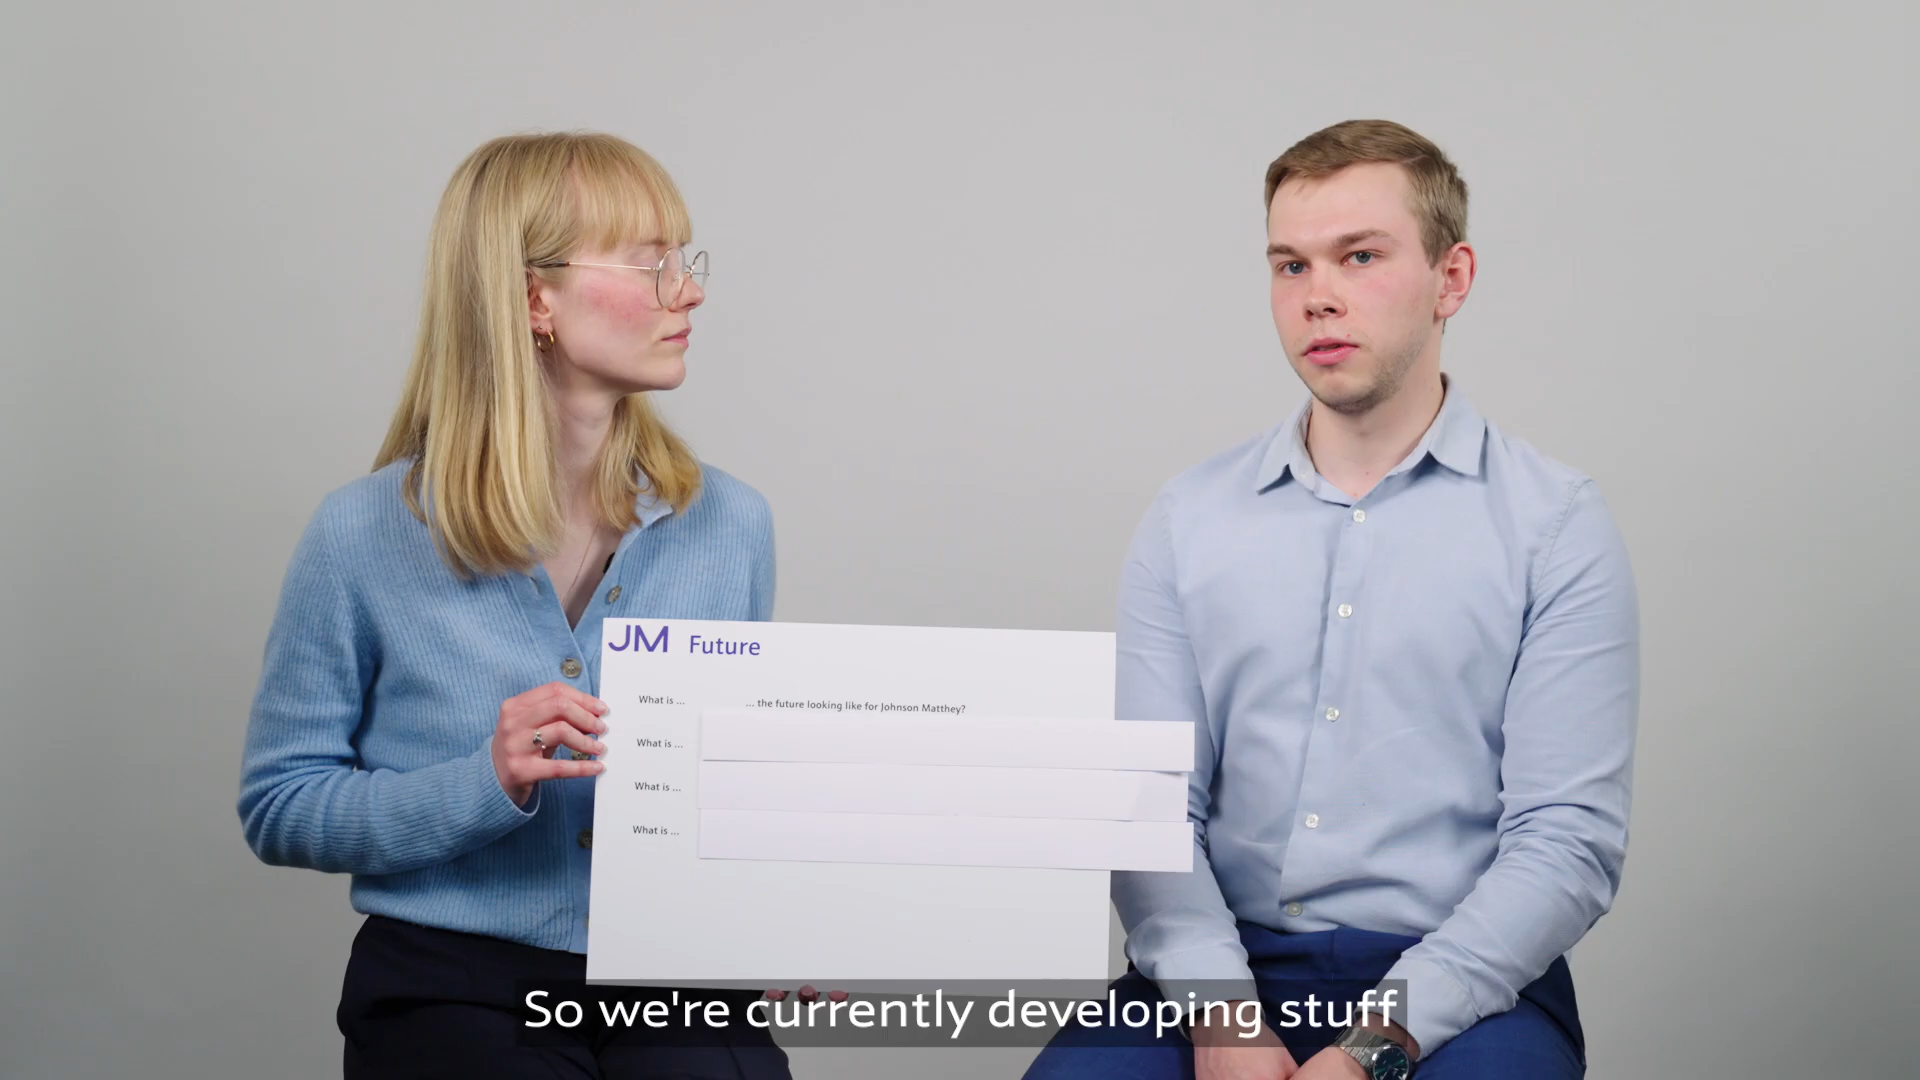 JM Future
What is ... ... the future looking like for Johnson Matthey?
What is ...
What is ...
What is ...
So we're currently developing stuff